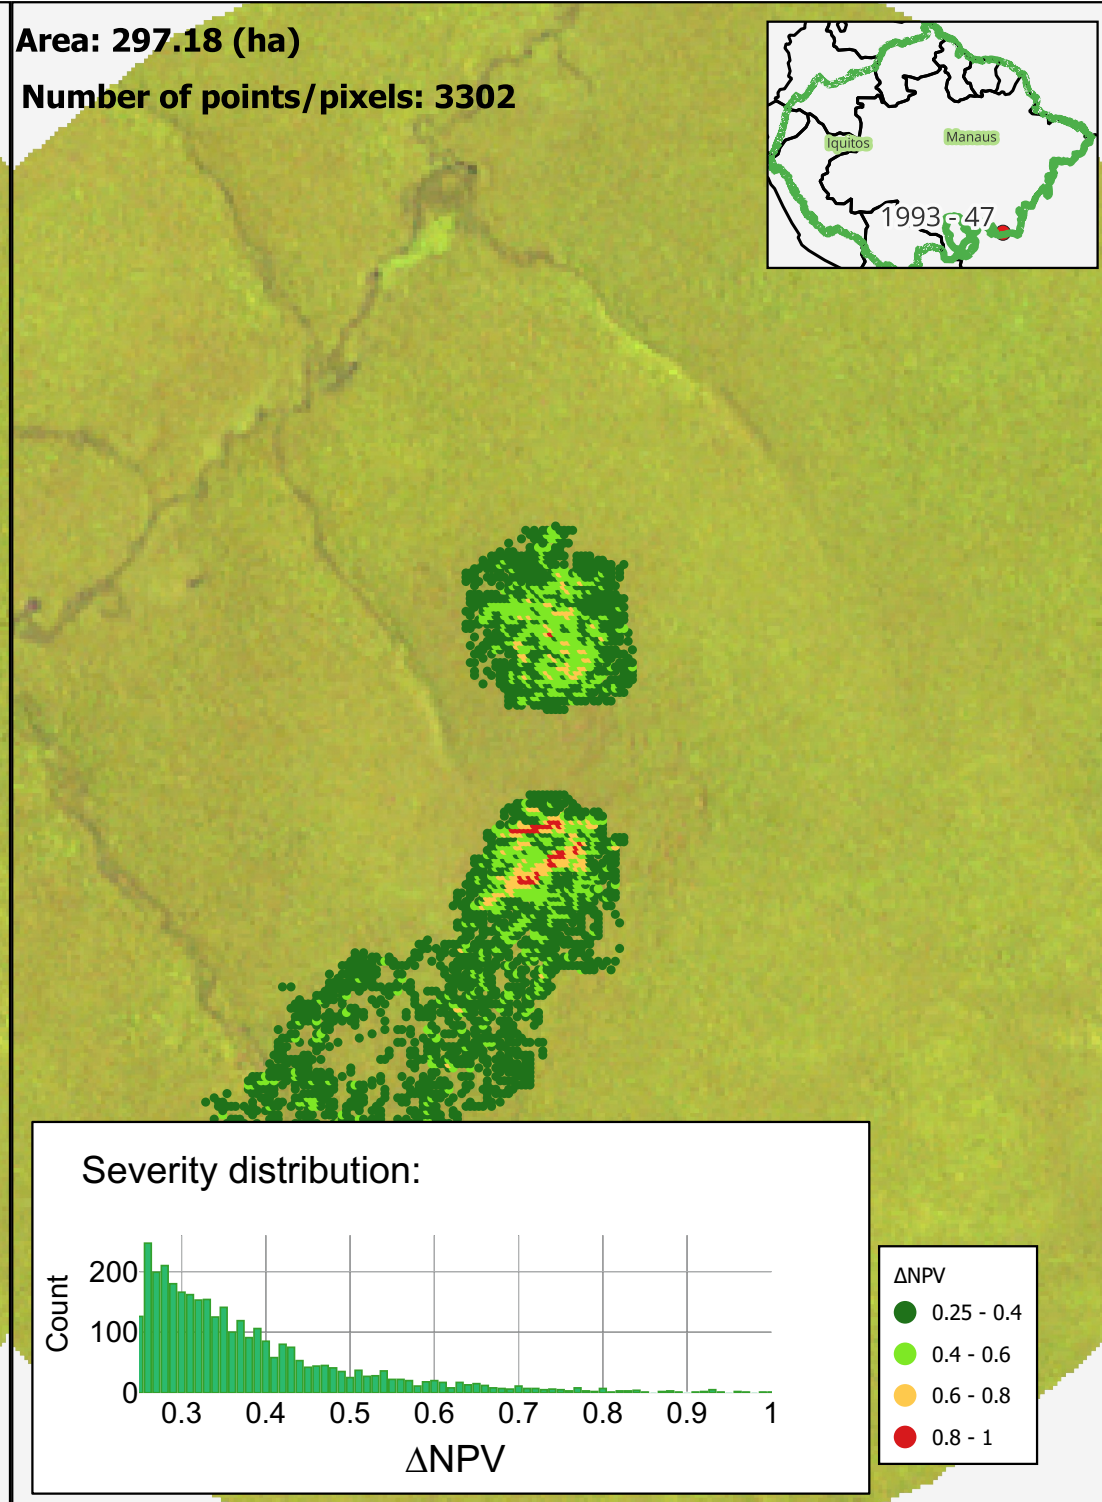 Area: 297.18 (ha)
Number of points/pixels: 3302
Iquitos
Manaus
1993 - 47
Severity distribution:
Count
200
100
0
0.3 0.4 0.5 0.6 0.7 0.8 0.9 1
ΔNPV
ΔNPV
0.25 - 0.4
0.4 - 0.6
0.6 - 0.8
0.8 - 1